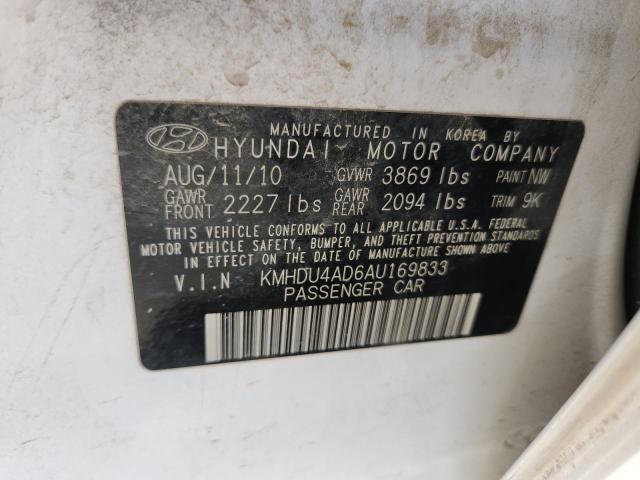 MANUFACTURED IN KOREA BY
HYUNDAI MOTOR COMPANY
AUG/11/10 GVWR 3869 lbs PAINT NW
GAWR FRONT 2227 lbs GAWR REAR 2094 lbs TRIM 9K
THIS VEHICLE CONFORMS TO APPLICABLE U.S.A. FEDERAL
MOTOR VEHICLE SAFETY, BUMPER, AND THEFT PREVENTION STANDARDS
IN EFFECT ON THE DATE OF MANUFACTURE SHOWN ABOVE
V.I.N KMHDU4AD6AU169833
PASSENGER CAR